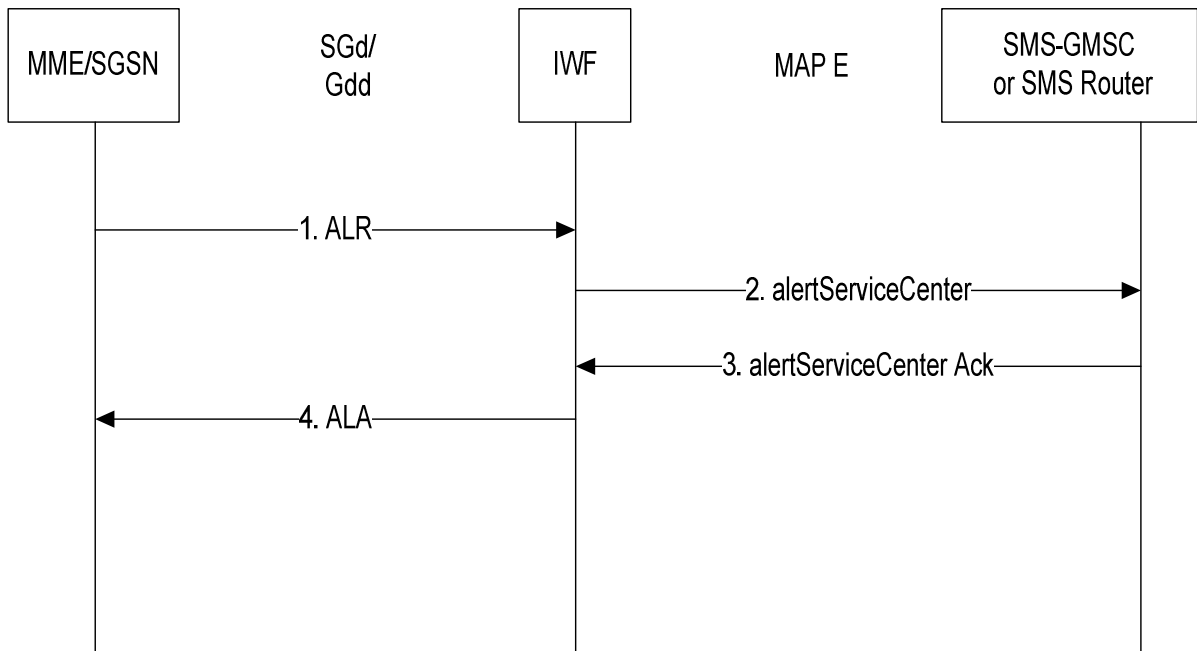 MME/SGSN
SGd/
Gdd
IWF
MAP E
SMS-GMSC
or SMS Router
1. ALR
2. alertServiceCenter
3. alertServiceCenter Ack
4. ALA